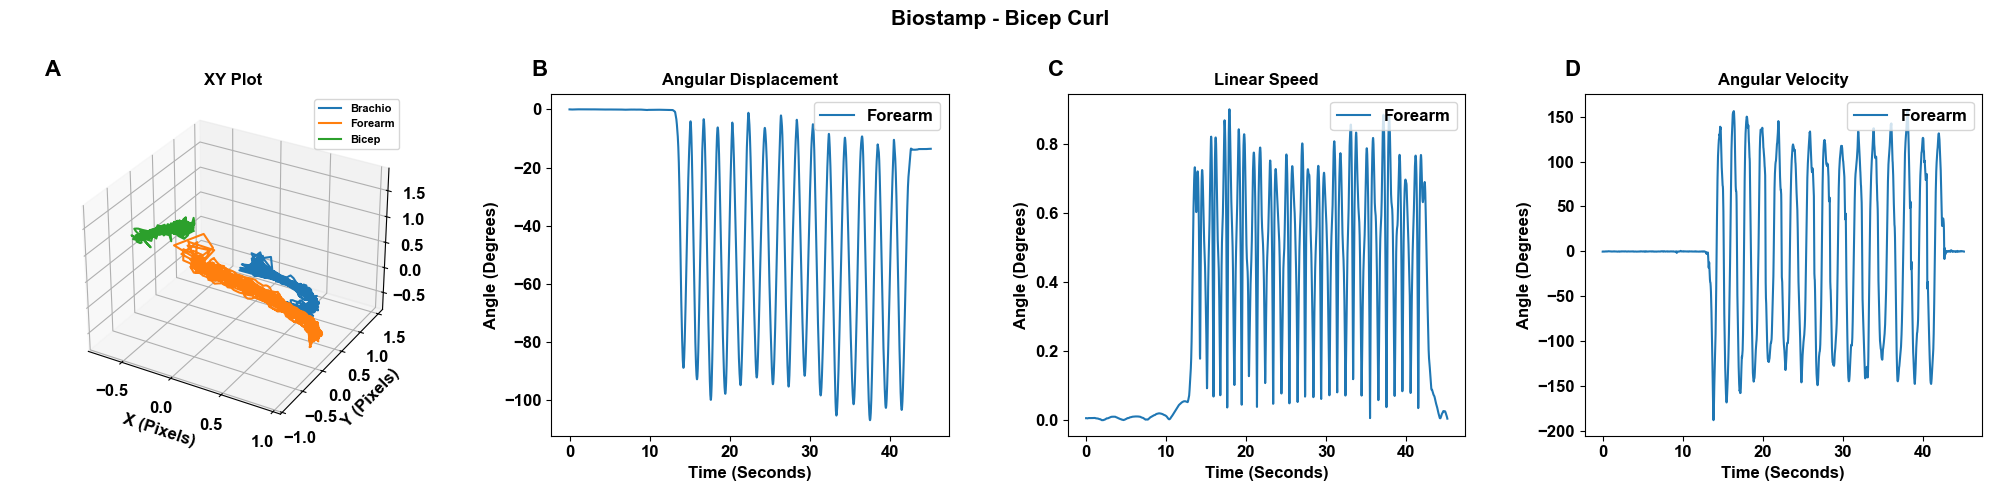 Biostamp - Bicep Curl
A
XY Plot
Brachio
Forearm
Bicep
1.5
1.0
0.5
0.0
−0.5
−0.5
0.0
0.5
1.0
X (Pixels)
−1.0
−0.5
0.0
0.5
1.0
1.5
Y (Pixels)
B
Angular Displacement
Forearm
0
−20
−40
−60
−80
−100
Angle (Degrees)
0 10 20 30 40
Time (Seconds)
C
Linear Speed
Forearm
0.8
0.6
0.4
0.2
0.0
Angle (Degrees)
0 10 20 30 40
Time (Seconds)
D
Angular Velocity
Forearm
150
100
50
0
−50
−100
−150
−200
Angle (Degrees)
0 10 20 30 40
Time (Seconds)